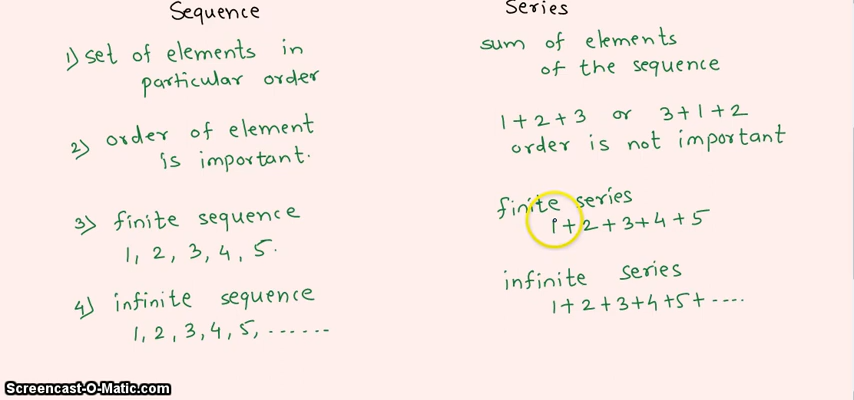 Sequence
1) set of elements in
particular order
2) order of element
is important.
3) finite sequence
1, 2, 3, 4, 5.
4) infinite sequence
1, 2, 3, 4, 5, ------
Series
sum of elements
of the sequence
1+2+3 or 3+1+2
order is not important
finite series
1+2+3+4+5
infinite series
1+2+3+4+5+----
Screencast-O-Matic.com